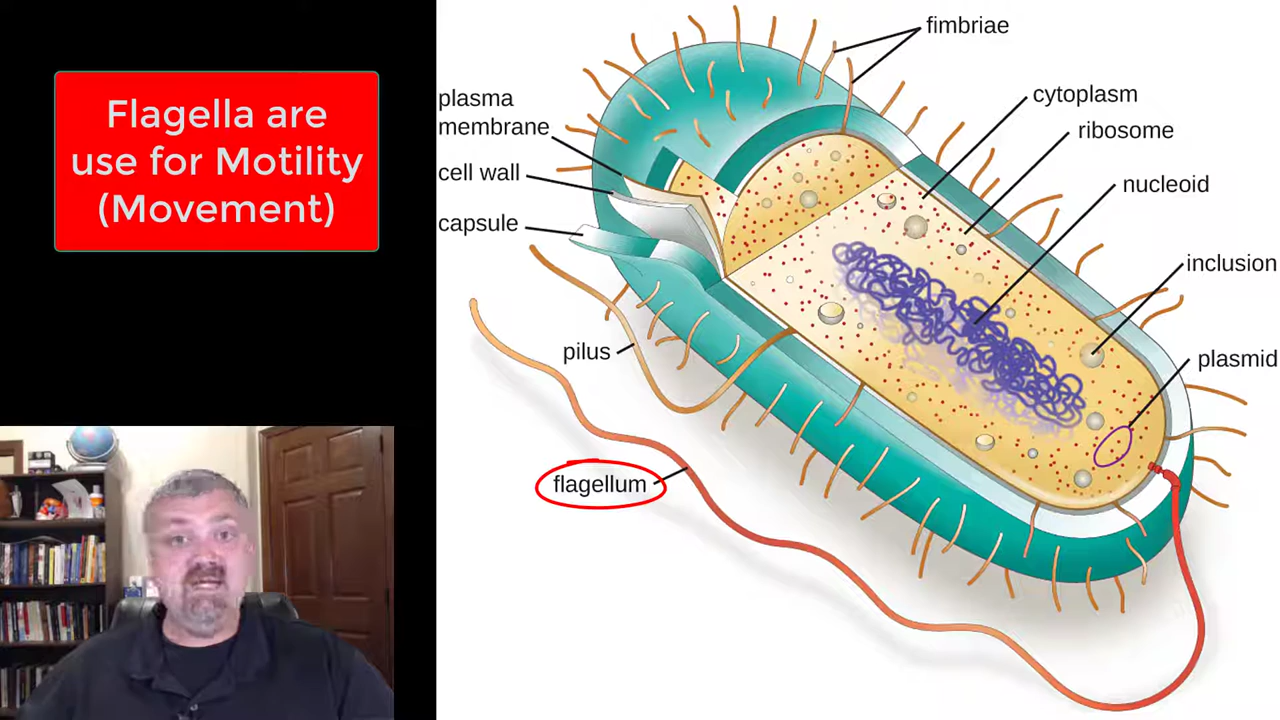 Flagella are
use for Motility
(Movement)
fimbriae
plasma
membrane
cell wall
capsule
cytoplasm
ribosome
nucleoid
inclusion
plasmid
pilus
flagellum